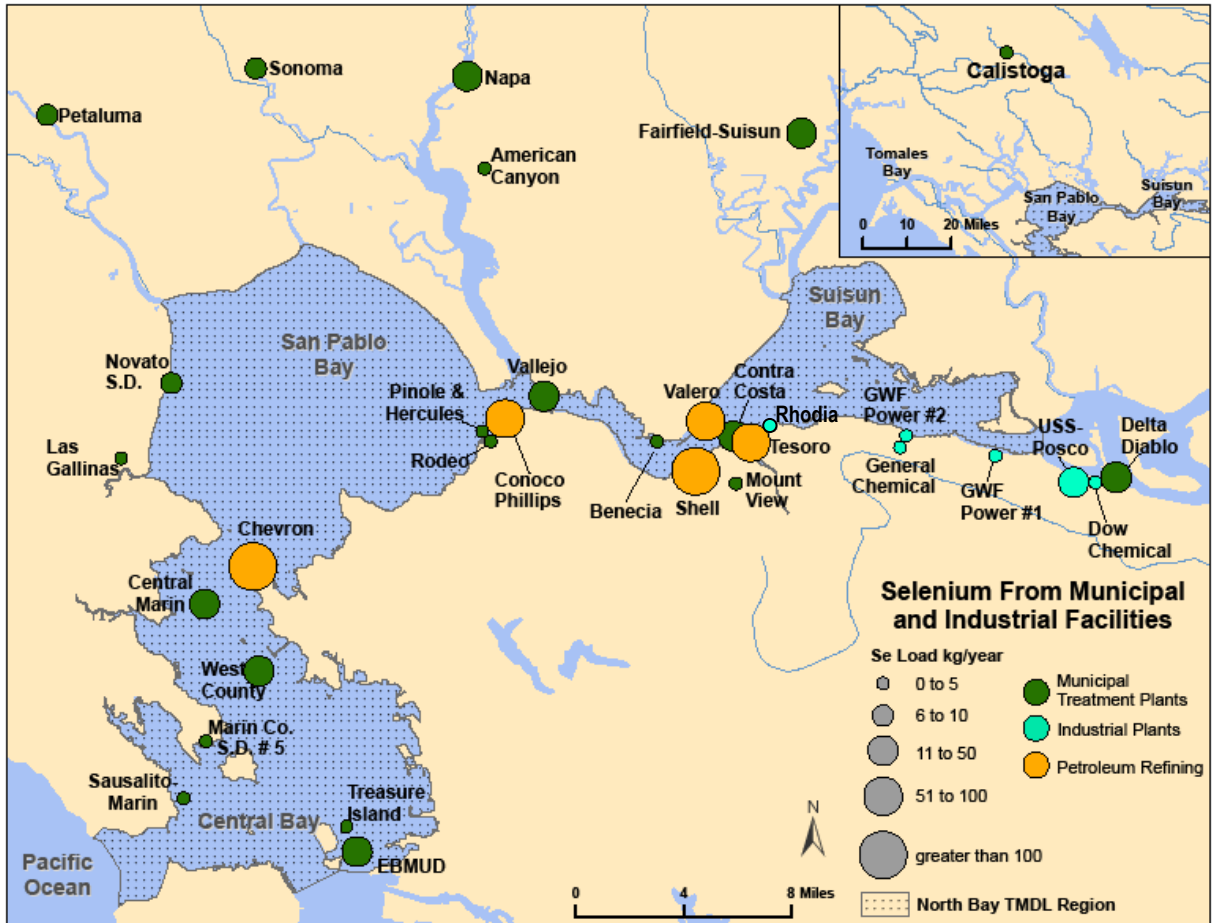 Sonoma
Napa
Petaluma
Fairfield-Suisun
American
Canyon
Calistoga
Tomales
Bay
San Pablo
Bay
Suisun
Bay
0 10 20 Miles
San Pablo
Bay
Suisun
Bay
Novato
S.D.
Las
Gallinas
Pinole &
Hercules
Rodeo
Vallejo
Conoco
Phillips
Benecia
Valero
Contra
Costa
Rhodia
Tesoro
Shell
Mount
View
GWF
Power #2
General
Chemical
GWF
Power #1
USS-
Posco
Delta
Diablo
Dow
Chemical
Chevron
Central
Marin
West
County
Marin Co.
S.D. # 5
Sausalito-
Marin
Treasure
Island
Central Bay
EBMUD
Pacific
Ocean
N
0 4 8 Miles
Selenium From Municipal
and Industrial Facilities
Se Load kg/year
0 to 5
6 to 10
11 to 50
51 to 100
greater than 100
Municipal
Treatment Plants
Industrial Plants
Petroleum Refining
North Bay TMDL Region